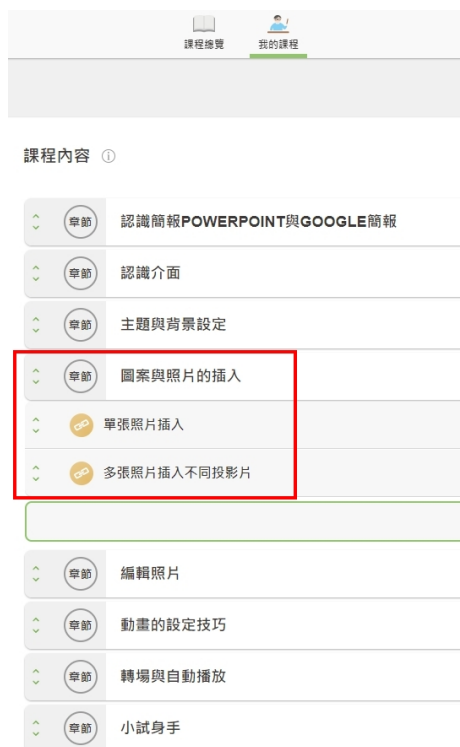 課程總覽 我的課程
課程內容
章節 認識簡報POWERPOINT與GOOGLE簡報
章節 認識介面
章節 主題與背景設定
章節 圖案與照片的插入
單張照片插入
多張照片插入不同投影片
章節 編輯照片
章節 動畫的設定技巧
章節 轉場與自動播放
章節 小試身手